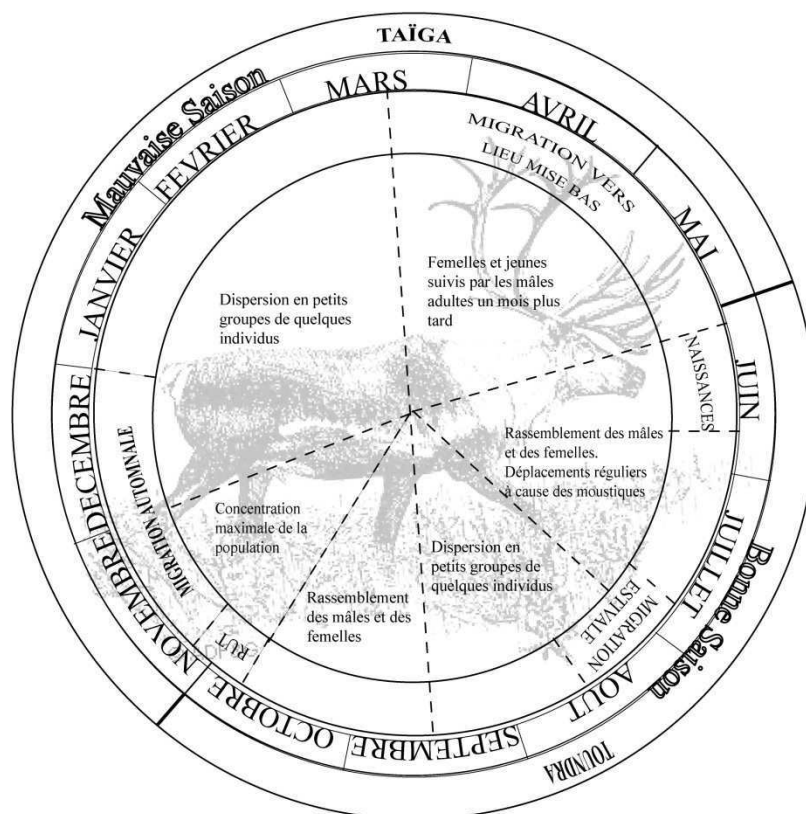 TAÏGA
Mauvaise Saison
Bonne Saison
TOUNDRA
JANVIER
FEVRIER
MARS
AVRIL
MAI
JUIN
JUILLET
AOUT
SEPTEMBRE
OCTOBRE
NOVEMBRE
DECEMBRE
MIGRATION VERS
LIEU MISE BAS
NAISSANCES
MIGRATION
ESTIVALE
RUT
MIGRATION AUTOMNALE
Femelles et jeunes
suivis par les mâles
adultes un mois plus
tard
Rassemblement des mâles
et des femelles.
Déplacements réguliers
à cause des moustiques
Dispersion en
petits groupes de
quelques individus
Rassemblement
des mâles et des
femelles
Concentration
maximale de la
population
Dispersion en petits
groupes de quelques
individus